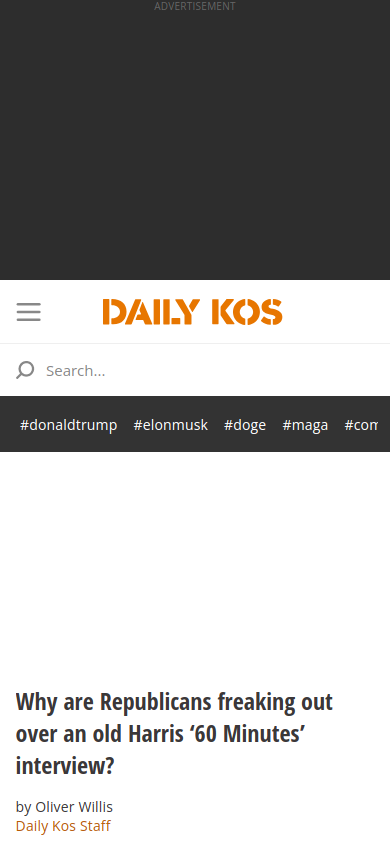 ADVERTISEMENT
DAILY KOS
Search...
#donaldtrump #elonmusk #doge #maga #com
Why are Republicans freaking out
over an old Harris ‘60 Minutes’
interview?
by Oliver Willis
Daily Kos Staff